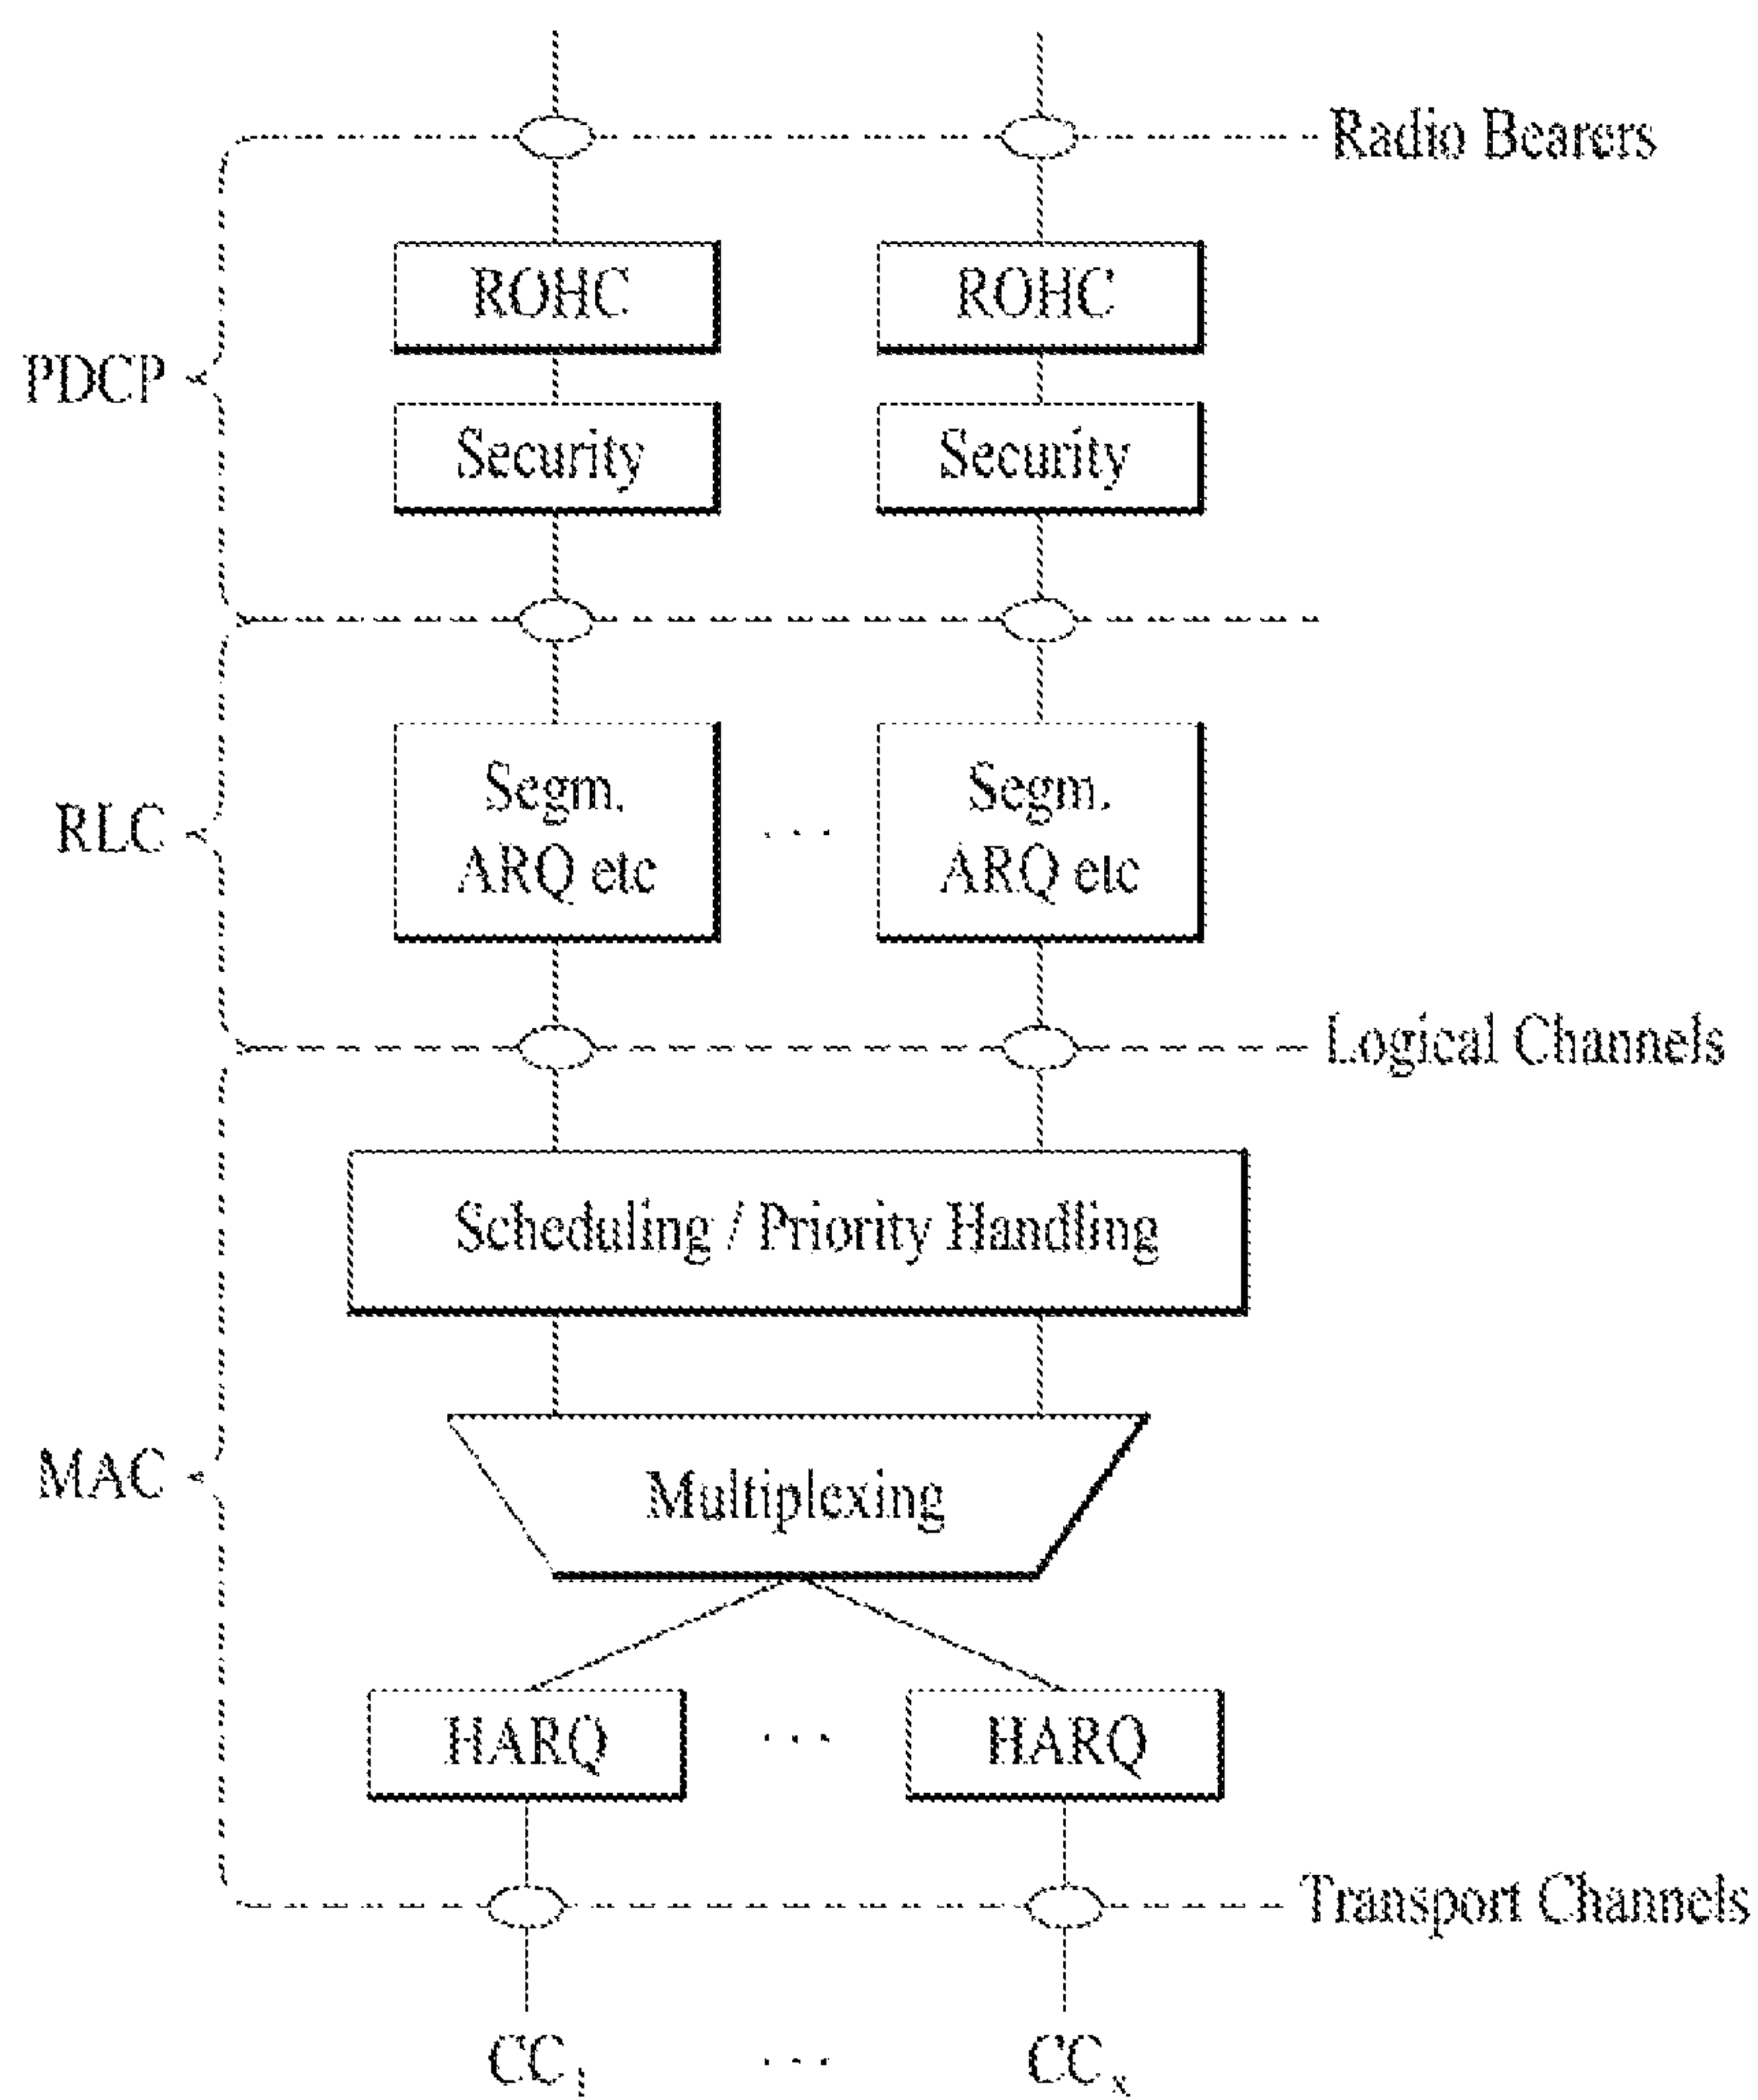 Radio Bearers
ROHC
ROHC
PDCP
Security
Security
Segm.
ARQ etc
RLC
...
Segm.
ARQ etc
Logical Channels
Scheduling / Priority Handling
MAC
Multiplexing
HARQ
...
HARQ
Transport Channels
CC1
...
CCx